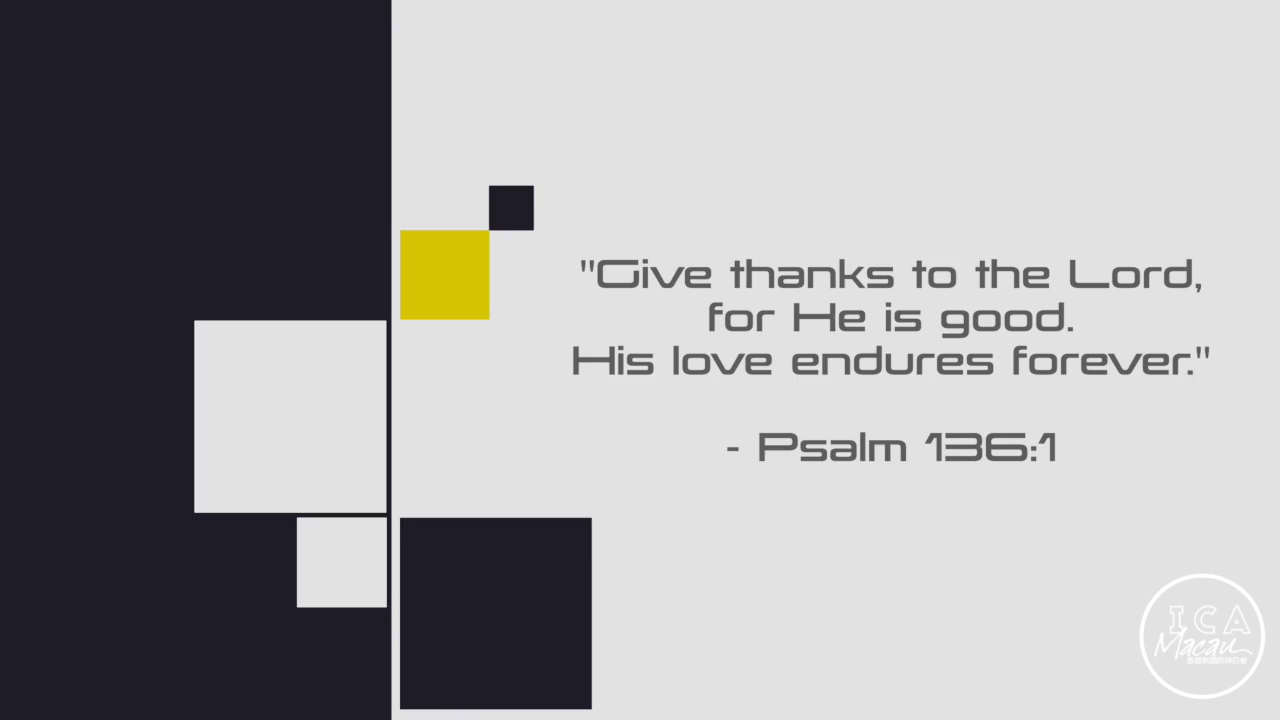 "Give thanks to the Lord,
for He is good.
His love endures forever."
- Psalm 136:1
ICA
Macau